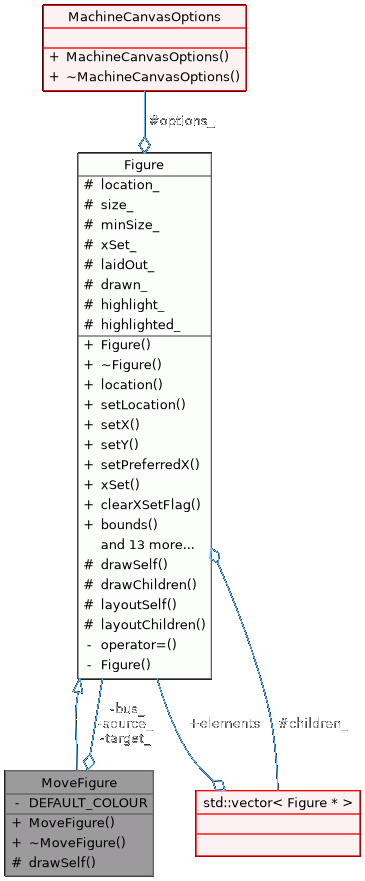 MachineCanvasOptions
+ MachineCanvasOptions()
+ ~MachineCanvasOptions()
#options_
Figure
# location_
# size_
# minSize_
# xSet_
# laidOut_
# drawn_
# highlight_
# highlighted_
+ Figure()
+ ~Figure()
+ location()
+ setLocation()
+ setX()
+ setY()
+ setPreferredX()
+ xSet()
+ clearXSetFlag()
+ bounds()
and 13 more...
# drawSelf()
# drawChildren()
# layoutSelf()
# layoutChildren()
- operator=()
- Figure()
-bus_
-source_
-target_
+elements
#children_
MoveFigure
- DEFAULT_COLOUR
+ MoveFigure()
+ ~MoveFigure()
# drawSelf()
std::vector< Figure * >